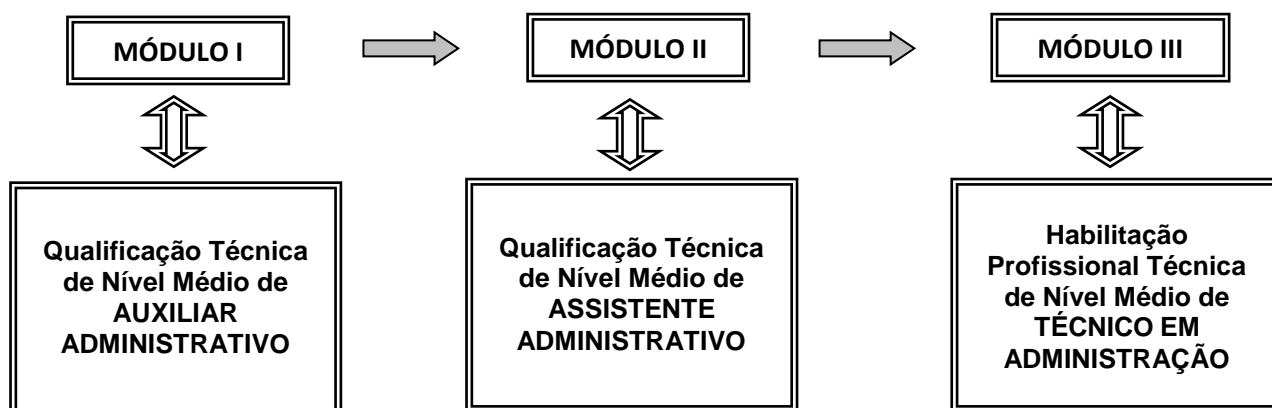 MÓDULO I
MÓDULO II
MÓDULO III
Qualificação Técnica
de Nível Médio de
AUXILIAR
ADMINISTRATIVO
Qualificação Técnica
de Nível Médio de
ASSISTENTE
ADMINISTRATIVO
Habilitação
Profissional Técnica
de Nível Médio de
TÉCNICO EM
ADMINISTRAÇÃO